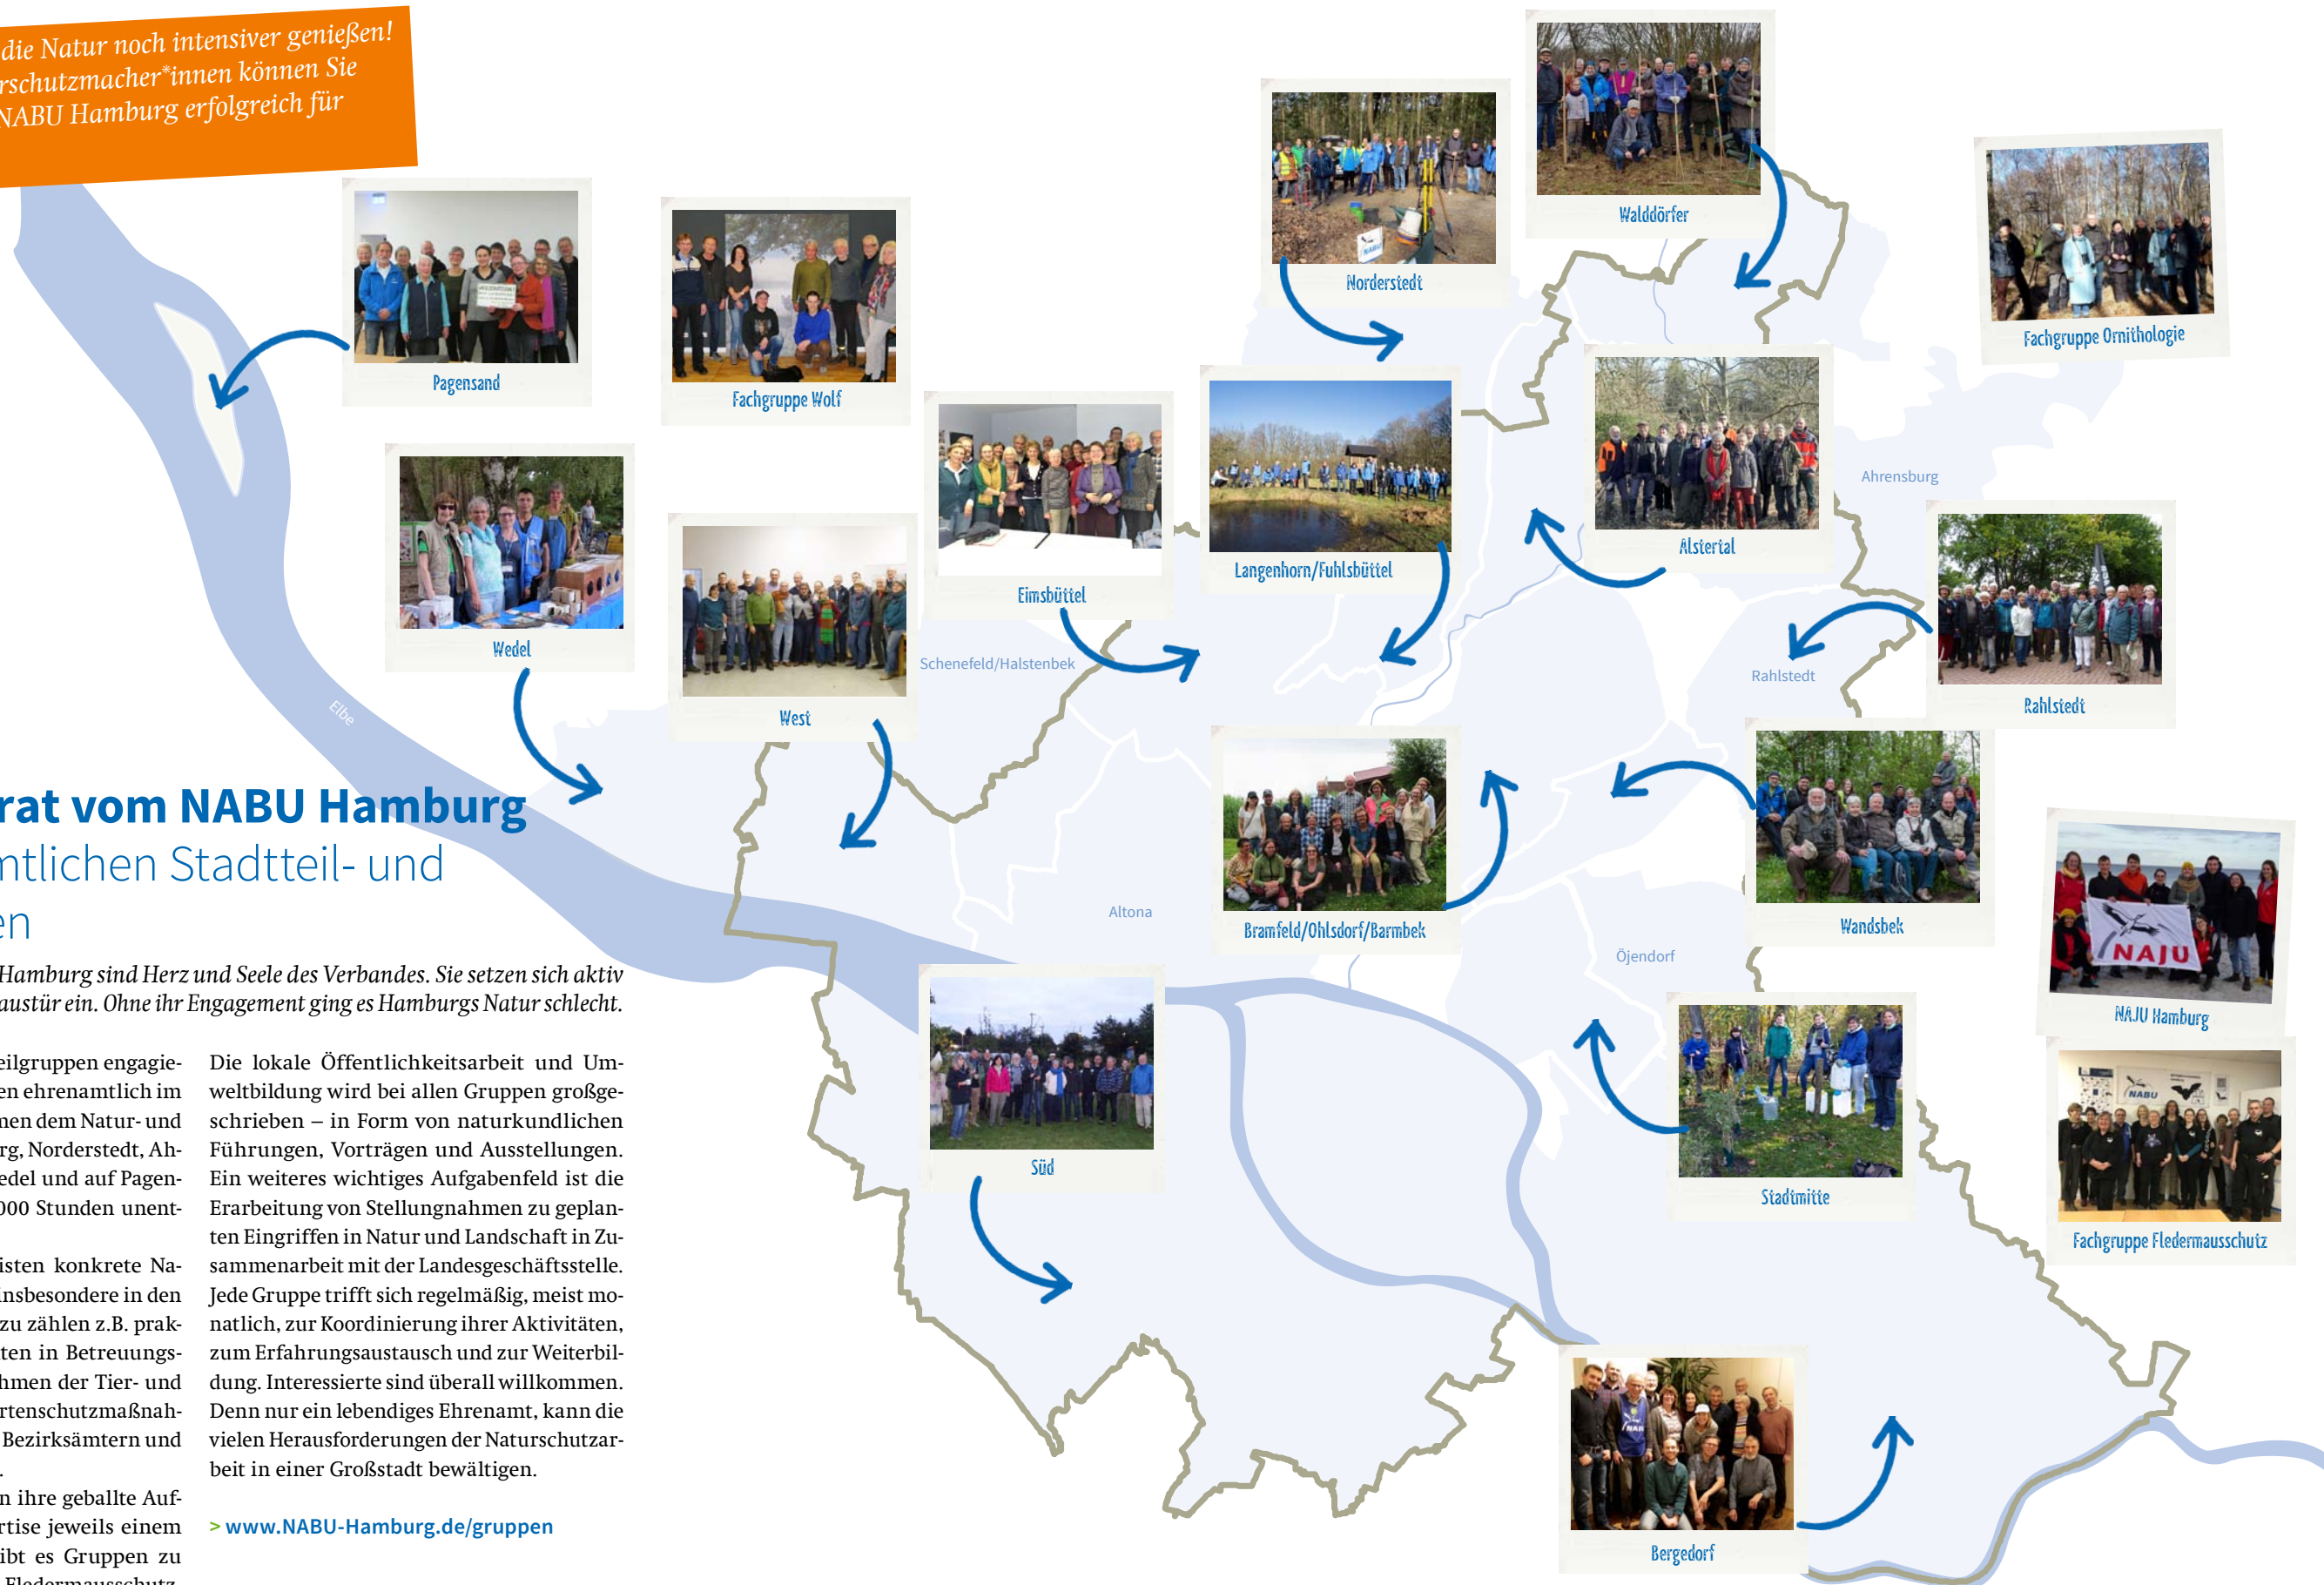 die Natur noch intensiver genießen!
rschutzmacher*innen können Sie
NABU Hamburg erfolgreich für
Walddörfer
Norderstedt
Fachgruppe Ornithologie
Pagensand
Fachgruppe Wolf
Ahrensburg
Alstertal
Langenhorn/Fuhlsbüttel
Eimsbüttel
Wedel
Schenefeld/Halstenbek
Rahlstedt
Rahlstedt
West
Elbe
rat vom NABU Hamburg
mtlichen Stadtteil- und
en
Altona
Bramfeld/Ohlsdorf/Barmbek
Wandsbek
Öjendorf
NAJU
NAJU Hamburg
Hamburg sind Herz und Seele des Verbandes. Sie setzen sich aktiv
austür ein. Ohne ihr Engagement ging es Hamburgs Natur schlecht.
eilgruppen engagie-
en ehrenamtlich im
men dem Natur- und
rg, Norderstedt, Ah-
edel und auf Pagen-
000 Stunden unent-
isten konkrete Na-
insbesondere in den
zu zählen z.B. prak-
ten in Betreuungs-
hmen der Tier- und
rtenschutzmaßnah-
Bezirksämtern und
.
n ihre geballte Auf-
rtise jeweils einem
ibt es Gruppen zu
Fledermausschutz
Die lokale Öffentlichkeitsarbeit und Um-
weltbildung wird bei allen Gruppen großge-
schrieben – in Form von naturkundlichen
Führungen, Vorträgen und Ausstellungen.
Ein weiteres wichtiges Aufgabenfeld ist die
Erarbeitung von Stellungnahmen zu geplan-
ten Eingriffen in Natur und Landschaft in Zu-
sammenarbeit mit der Landesgeschäftsstelle.
Jede Gruppe trifft sich regelmäßig, meist mo-
natlich, zur Koordinierung ihrer Aktivitäten,
zum Erfahrungsaustausch und zur Weiterbil-
dung. Interessierte sind überall willkommen.
Denn nur ein lebendiges Ehrenamt, kann die
vielen Herausforderungen der Naturschutzar-
beit in einer Großstadt bewältigen.
> www.NABU-Hamburg.de/gruppen
Süd
Stadtmitte
NABU
Fachgruppe Fledermausschutz
Bergedorf